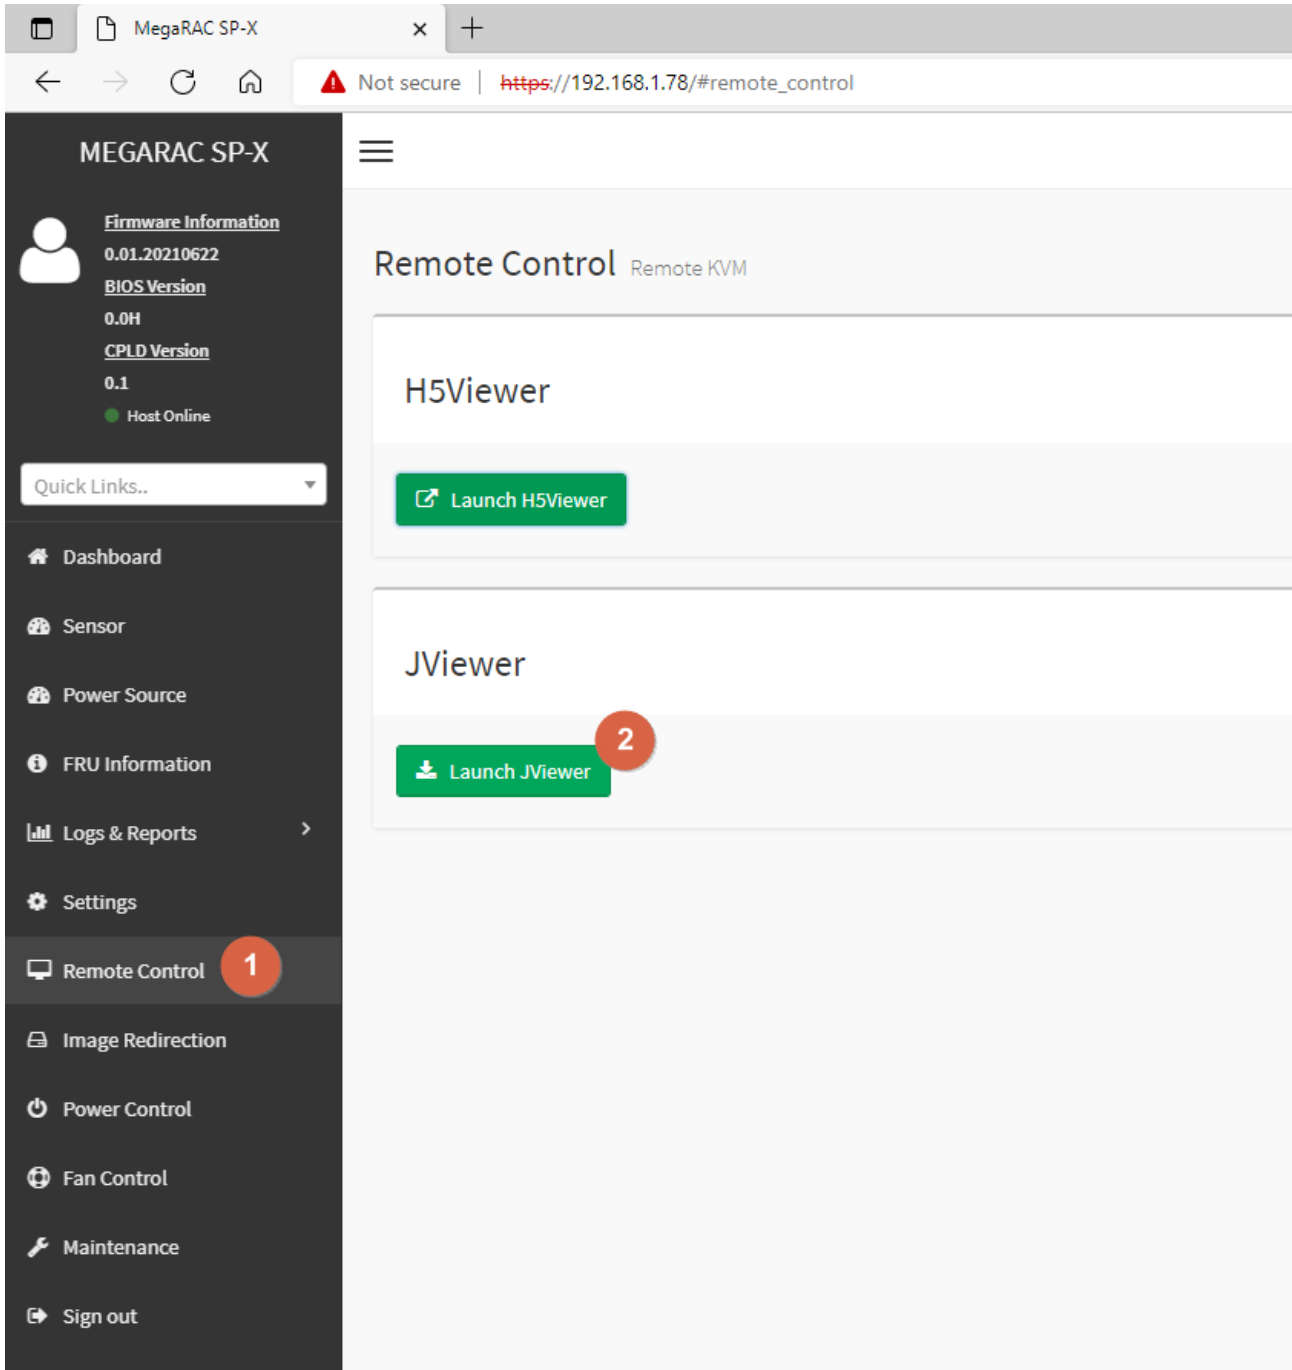 MegaRAC SP-X
Not secure | https://192.168.1.78/#remote_control
MEGARAC SP-X
Firmware Information
0.01.20210622
BIOS Version
0.0H
CPLD Version
0.1
Host Online
Quick Links..
Dashboard
Sensor
Power Source
FRU Information
Logs & Reports
Settings
Remote Control 1
Image Redirection
Power Control
Fan Control
Maintenance
Sign out
Remote Control Remote KVM
H5Viewer
Launch H5Viewer
JViewer
2
Launch JViewer